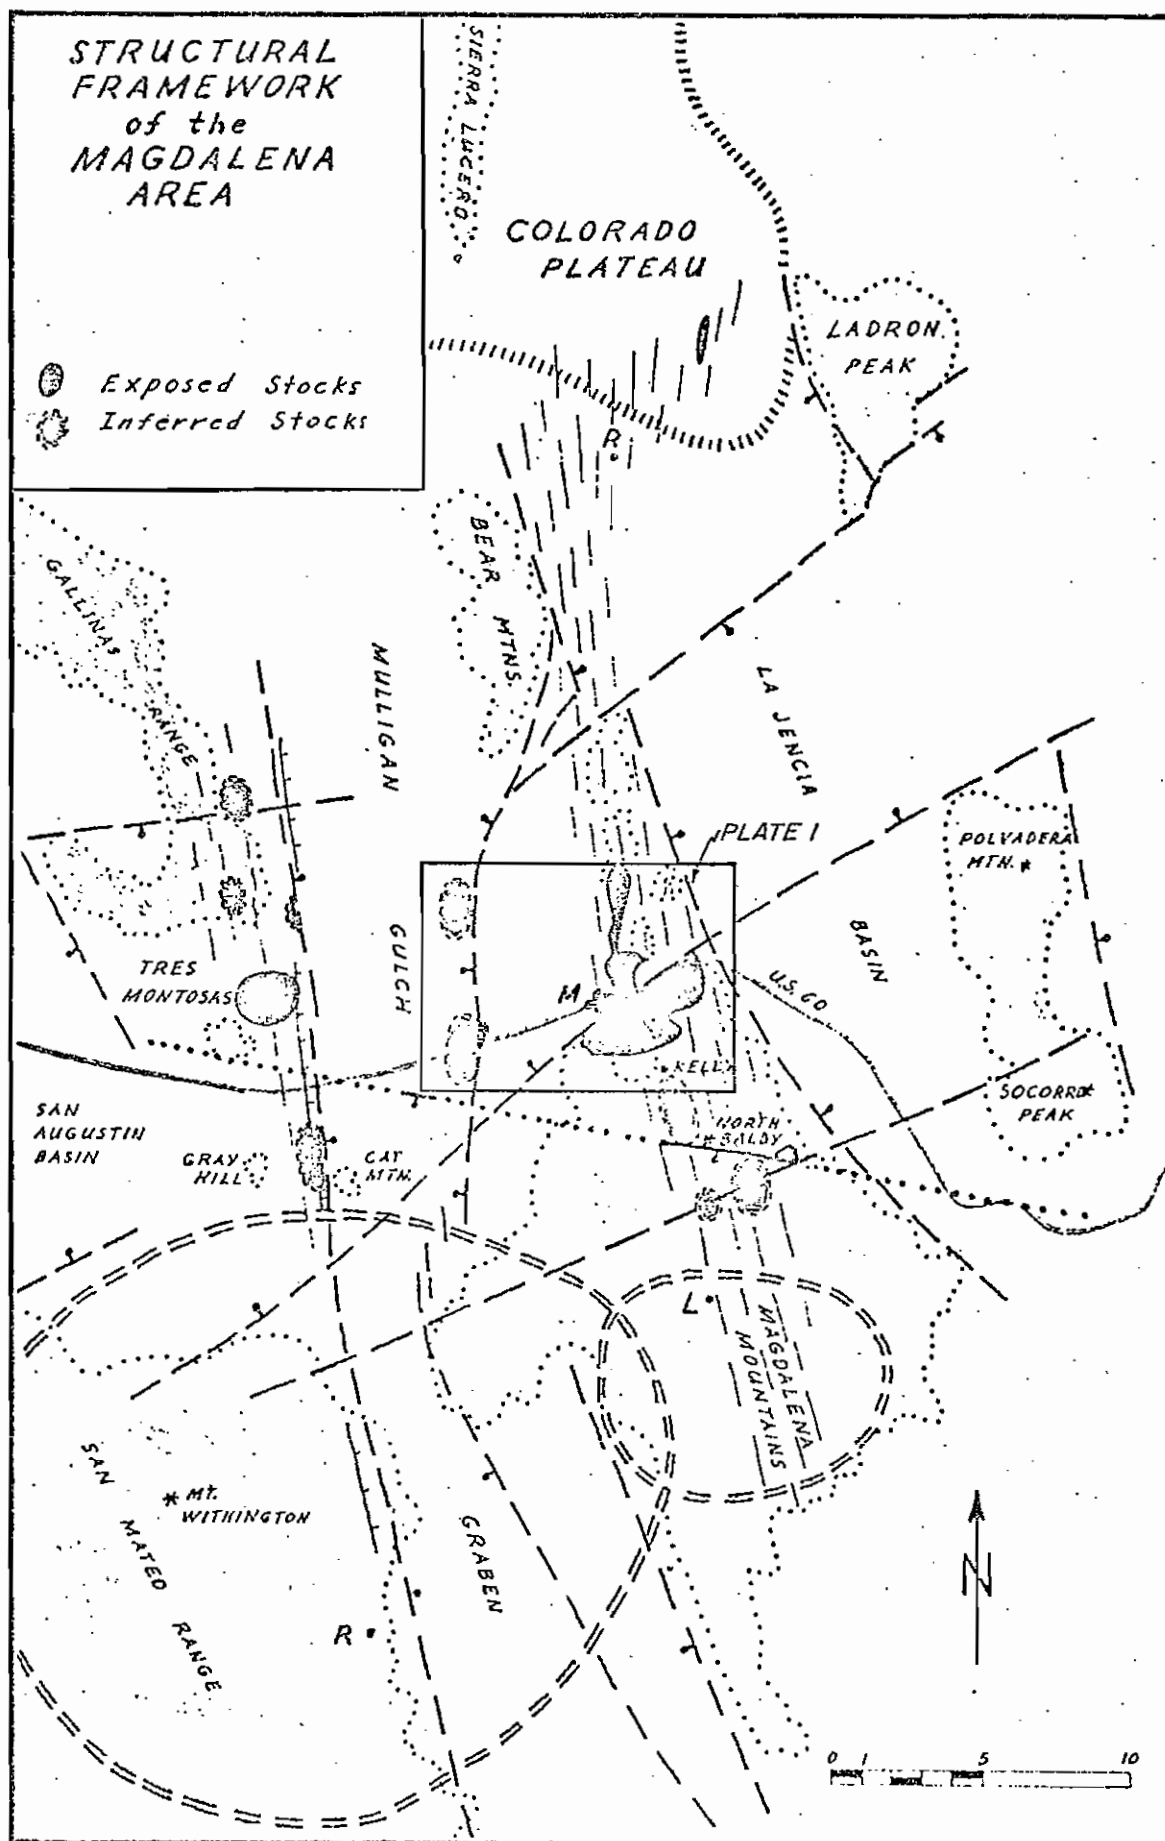 STRUCTURAL
FRAMEWORK
of the
MAGDALENA
AREA
Exposed Stocks
Inferred Stocks
SIERRA LUCERO
COLORADO
PLATEAU
LADRON.
PEAK
R
BEAR MTNS.
GALLINAS RANGE
MULLIGAN
GULCH
GRABEN
LA JENCIA
BASIN
PLATE I
POLVADERA
MTN. *
TRES
MONTOSAS
M
U.S. 60
KELLY
SOCORRO
PEAK
SAN
AUGUSTIN
BASIN
GRAY
HILL
CAT
MTN.
NORTH
BALDY
L
MAGDALENA
MOUNTAINS
* Mt.
WITHINGTON
SAN MATEO RANGE
R
N
0 1 5 10